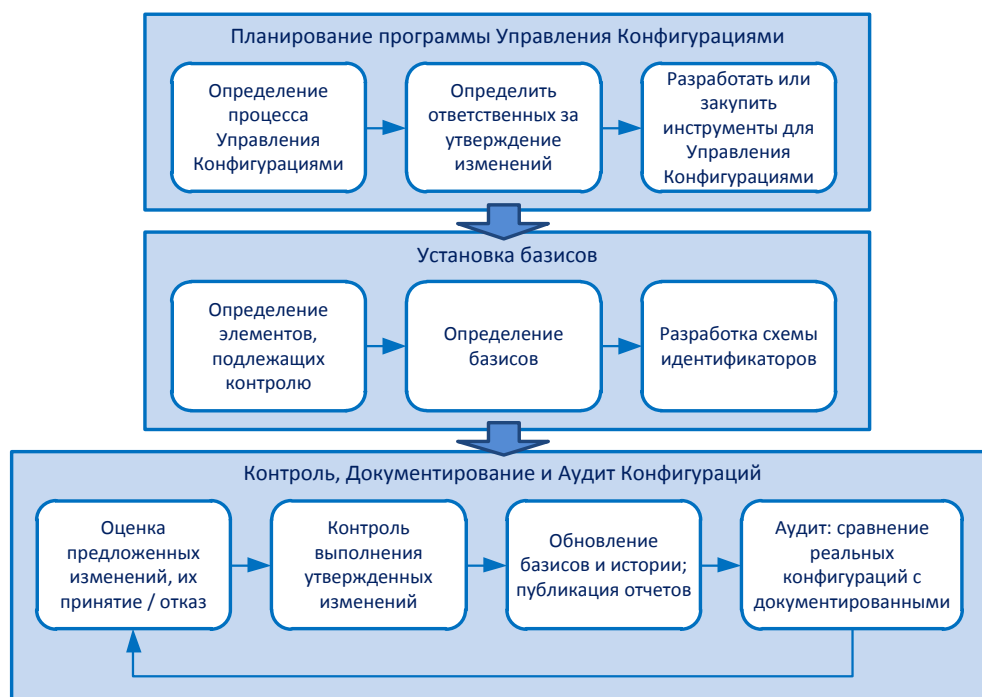 Планирование программы Управления Конфигурациями
Определение
процесса
Управления
Конфигурациями
Определить
ответственных за
утверждение
изменений
Разработать или
закупить
инструменты для
Управления
Конфигурациями
Установка базисов
Определение
элементов,
подлежащих
контролю
Определение
базисов
Разработка схемы
идентификаторов
Контроль, Документирование и Аудит Конфигураций
Оценка
предложенных
изменений, их
принятие / отказ
Контроль
выполнения
утвержденных
изменений
Обновление
базисов и истории;
публикация отчетов
Аудит: сравнение
реальных
конфигураций с
документированными